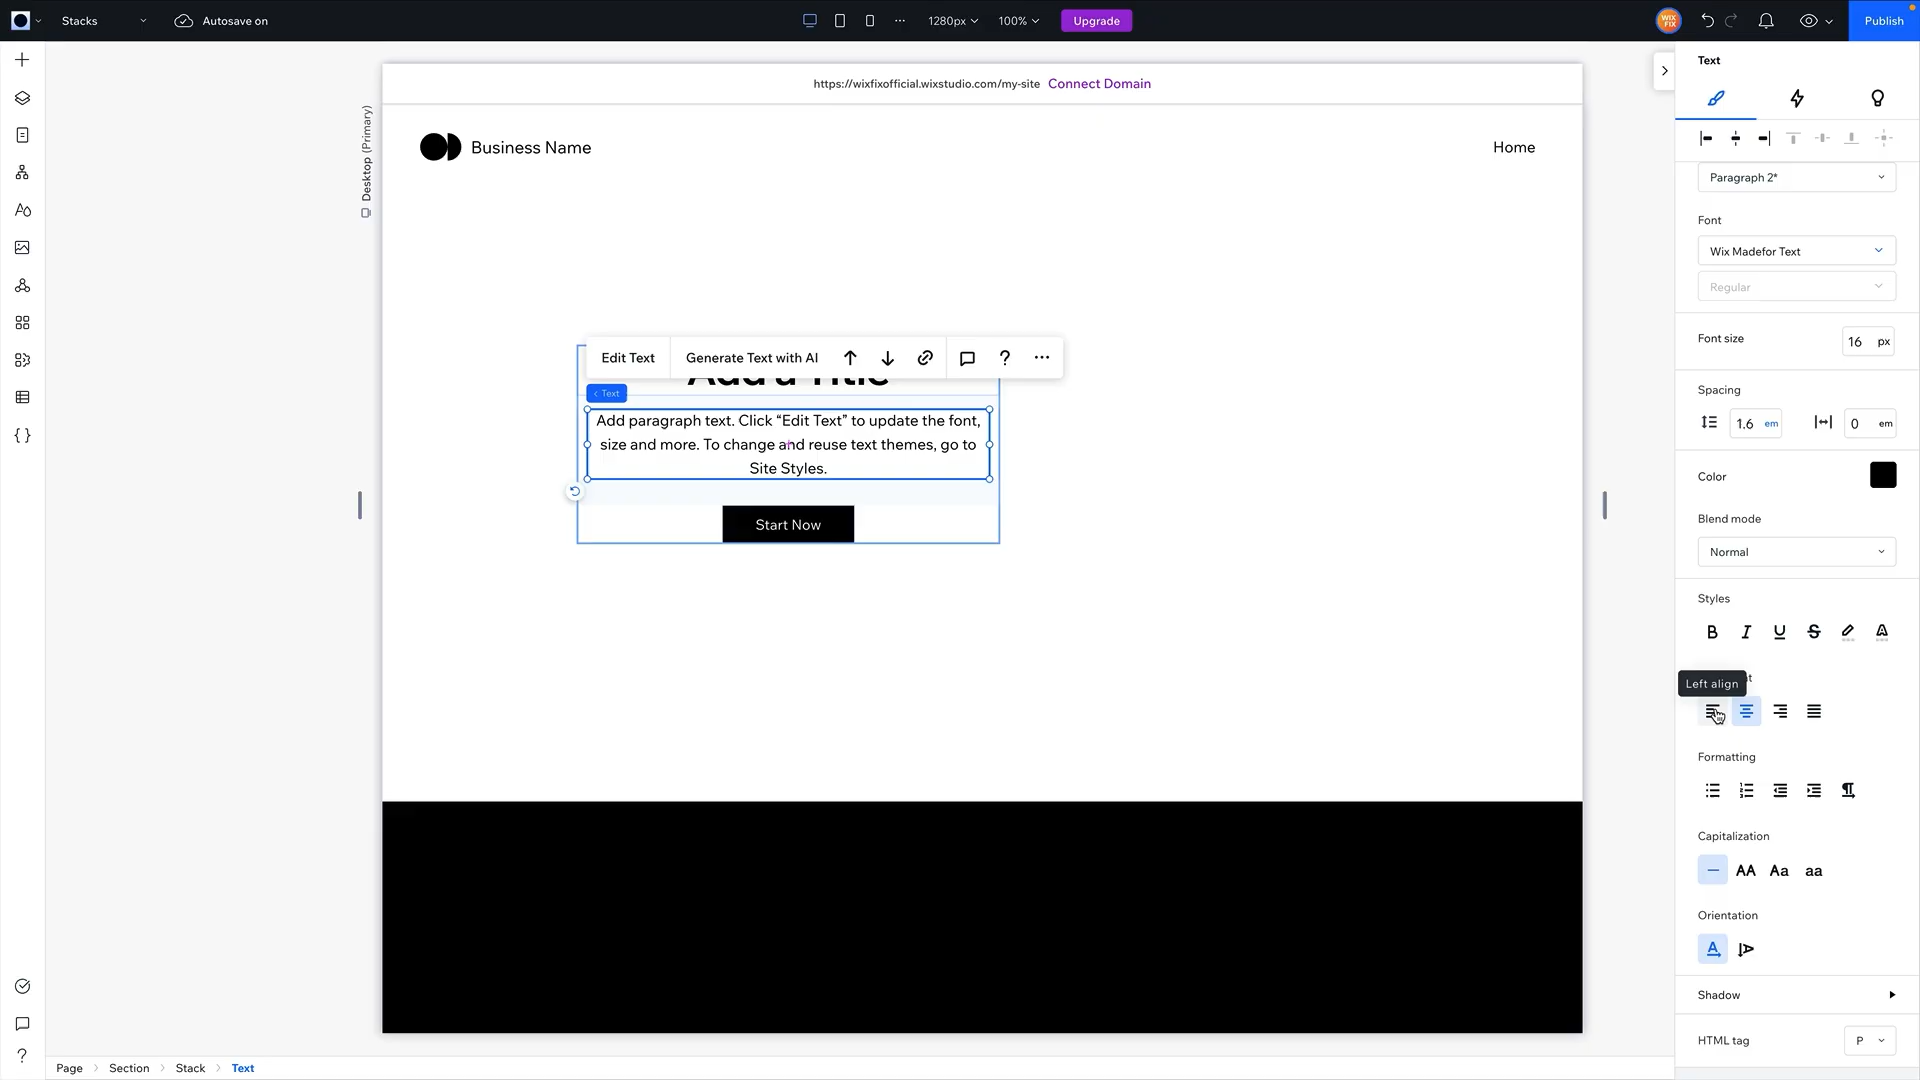 Stacks
Autosave on
1280px
100%
Upgrade
WIX
FIX
Publish
https://wixfixofficial.wixstudio.com/my-site Connect Domain
Desktop (Primary)
Business Name
Home
Edit Text
Generate Text with AI
?
Add a Title
< Text
Add paragraph text. Click “Edit Text” to update the font,
size and more. To change and reuse text themes, go to
Site Styles.
Start Now
Text
Paragraph 2*
Font
Wix Madefor Text
Regular
Font size
16 px
Spacing
1.6 em
0 em
Color
Blend mode
Normal
Styles
B I U S A
Left align
Formatting
Capitalization
AA Aa aa
Orientation
A A
Shadow
HTML tag
P
?
Page > Section > Stack > Text